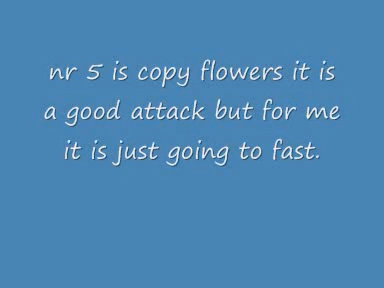 nr 5 is copy flowers it is
a good attack but for me
it is just going to fast.